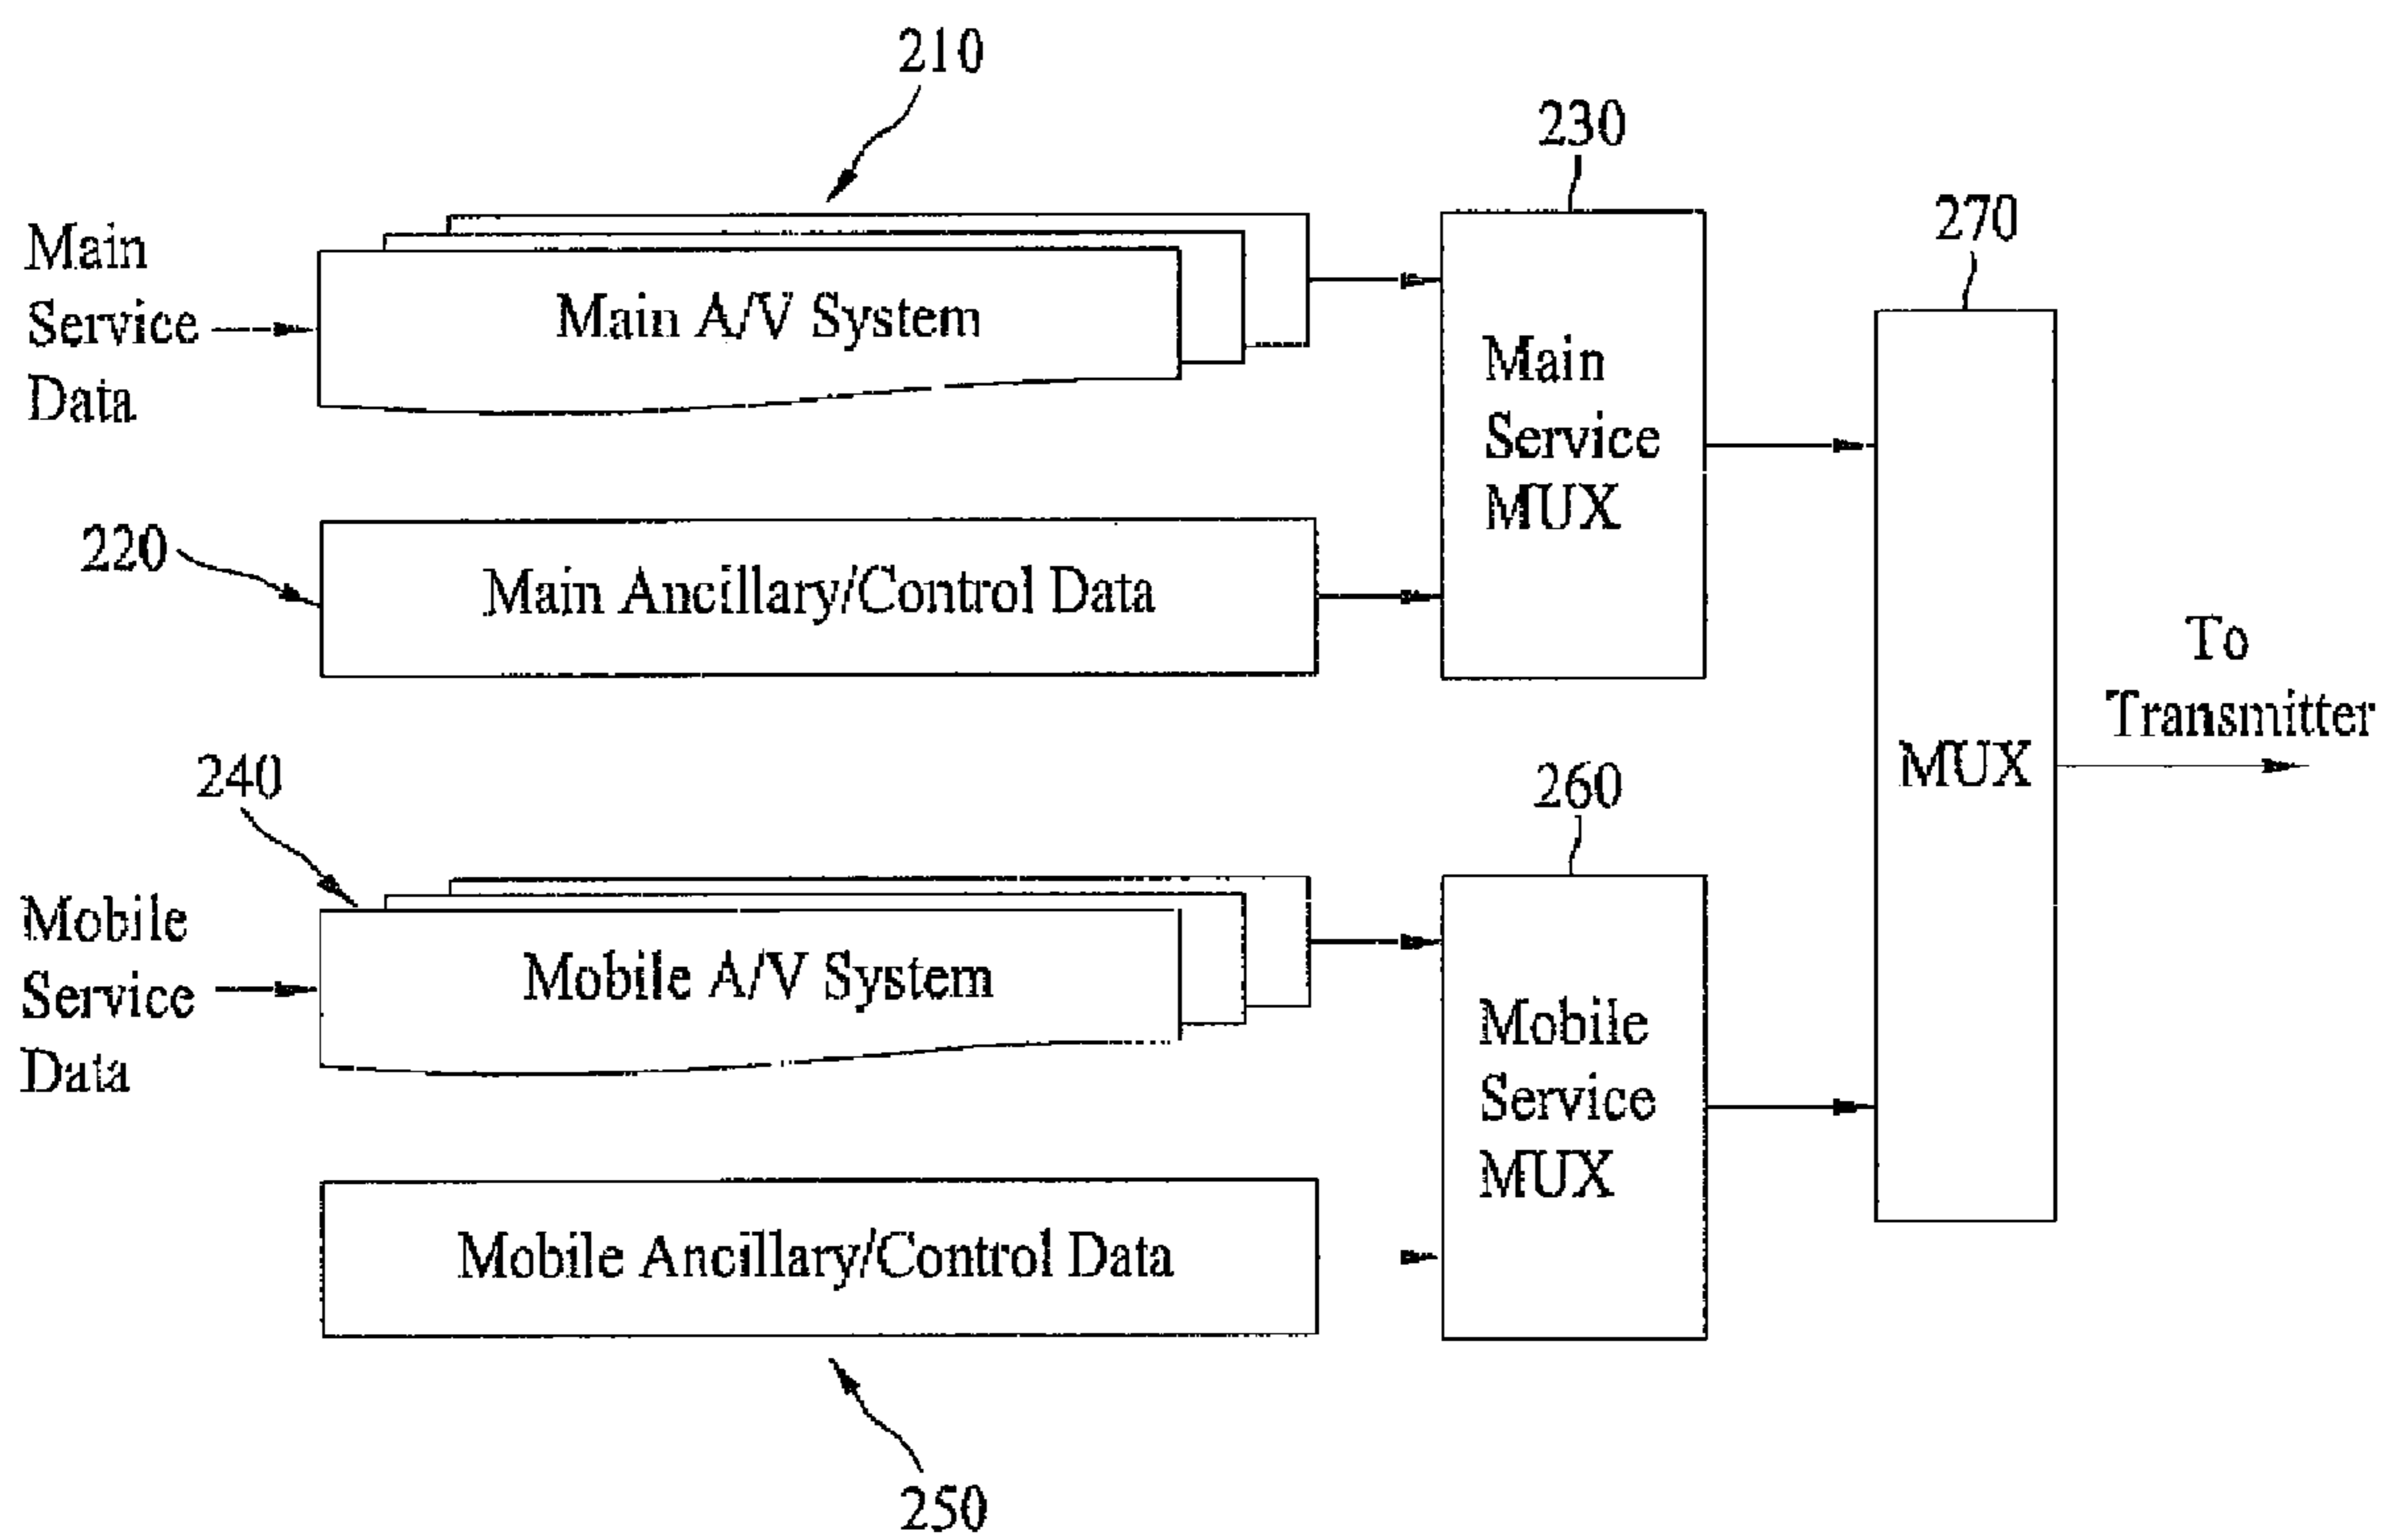 210
230
270
Main
Service
Data
Main A/V System
Main
Service
MUX
220
Main Ancillary/Control Data
To
Transmitter
MUX
240
260
Mobile
Service
Data
Mobile A/V System
Mobile
Service
MUX
Mobile Ancillary/Control Data
250